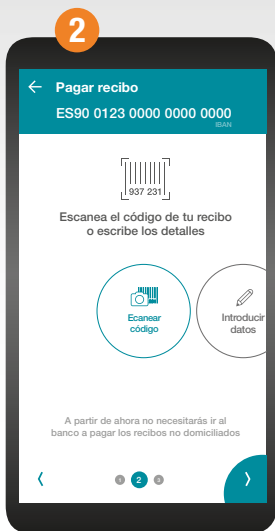 2
Pagar recibo
ES90 0123 0000 0000 0000
IBAN
937 231
Escanea el código de tu recibo
o escribe los detalles
Ecanear
código
Introducir
datos
A partir de ahora no necesitarás ir al
banco a pagar los recibos no domiciliados
1 2 3